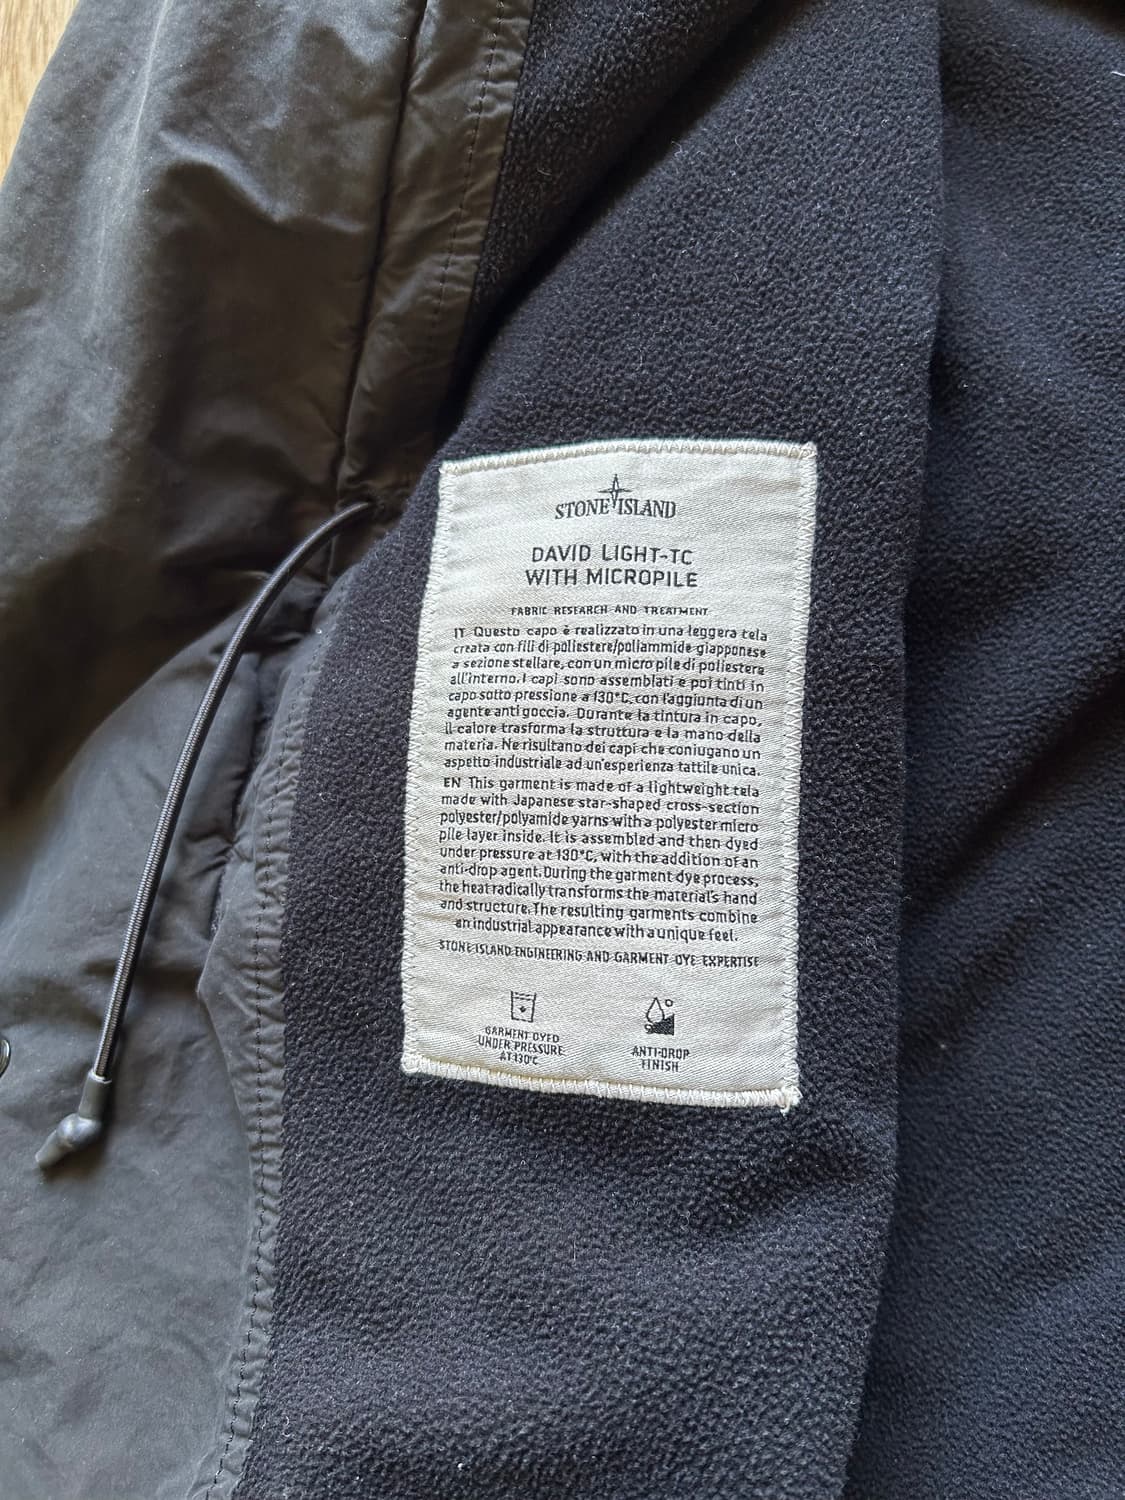 STONE ISLAND
DAVID LIGHT-TC
WITH MICROPILE
FABRIC RESEARCH AND TREATMENT
IT Questo capo è realizzato in una leggera tela
creata con fili di poliestere/poliammide giapponese
a sezione stellare, con un micro pile di poliestere
all'interno. I capi sono assemblati e poi tinti in
capo sotto pressione a 130°C, con l'aggiunta di un
agente anti goccia. Durante la tintura in capo,
il calore trasforma la struttura e la mano della
materia. Ne risultano dei capi che coniugano un
aspetto industriale ad un'esperienza tattile unica.
EN This garment is made of a lightweight tela
made with Japanese star-shaped cross-section
polyester/polyamide yarns with a polyester micro
pile layer inside. It is assembled and then dyed
under pressure at 130°C, with the addition of an
anti-drop agent. During the garment dye process,
the heat radically transforms the material's hand
and structure. The resulting garments combine
an industrial appearance with a unique feel.
STONE ISLAND ENGINEERING AND GARMENT DYE EXPERTISE
GARMENT DYED
UNDER PRESSURE
AT 130°C
ANTI-DROP
FINISH